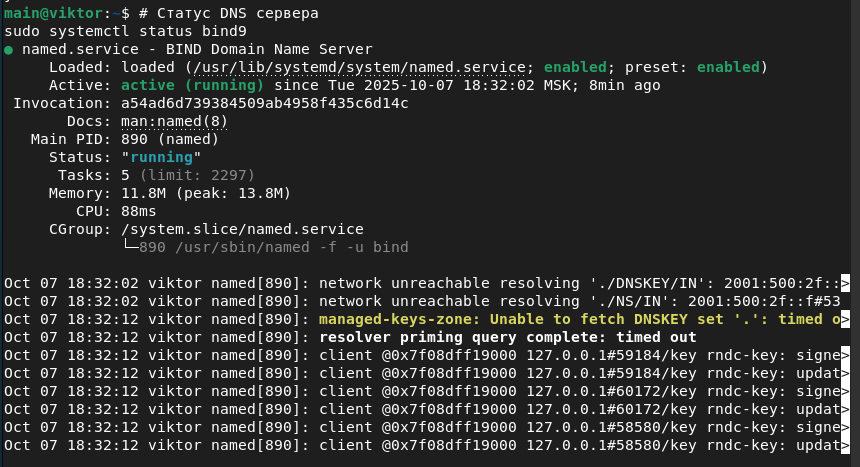 main@viktor:~$ # Статус DNS сервера
sudo systemctl status bind9
● named.service - BIND Domain Name Server
Loaded: loaded (/usr/lib/systemd/system/named.service; enabled; preset: enabled)
Active: active (running) since Tue 2025-10-07 18:32:02 MSK; 8min ago
Invocation: a54ad6d739384509ab4958f435c6d14c
Docs: man:named(8)
Main PID: 890 (named)
Status: "running"
Tasks: 5 (limit: 2297)
Memory: 11.8M (peak: 13.8M)
CPU: 88ms
CGroup: /system.slice/named.service
└─890 /usr/sbin/named -f -u bind
Oct 07 18:32:02 viktor named[890]: network unreachable resolving './DNSKEY/IN': 2001:500:2f::>
Oct 07 18:32:02 viktor named[890]: network unreachable resolving './NS/IN': 2001:500:2f::f#53
Oct 07 18:32:12 viktor named[890]: managed-keys-zone: Unable to fetch DNSKEY set '.': timed o>
Oct 07 18:32:12 viktor named[890]: resolver priming query complete: timed out
Oct 07 18:32:12 viktor named[890]: client @0x7f08dff19000 127.0.0.1#59184/key rndc-key: signe>
Oct 07 18:32:12 viktor named[890]: client @0x7f08dff19000 127.0.0.1#59184/key rndc-key: updat>
Oct 07 18:32:12 viktor named[890]: client @0x7f08dff19000 127.0.0.1#60172/key rndc-key: signe>
Oct 07 18:32:12 viktor named[890]: client @0x7f08dff19000 127.0.0.1#60172/key rndc-key: updat>
Oct 07 18:32:12 viktor named[890]: client @0x7f08dff19000 127.0.0.1#58580/key rndc-key: signe>
Oct 07 18:32:12 viktor named[890]: client @0x7f08dff19000 127.0.0.1#58580/key rndc-key: updat>